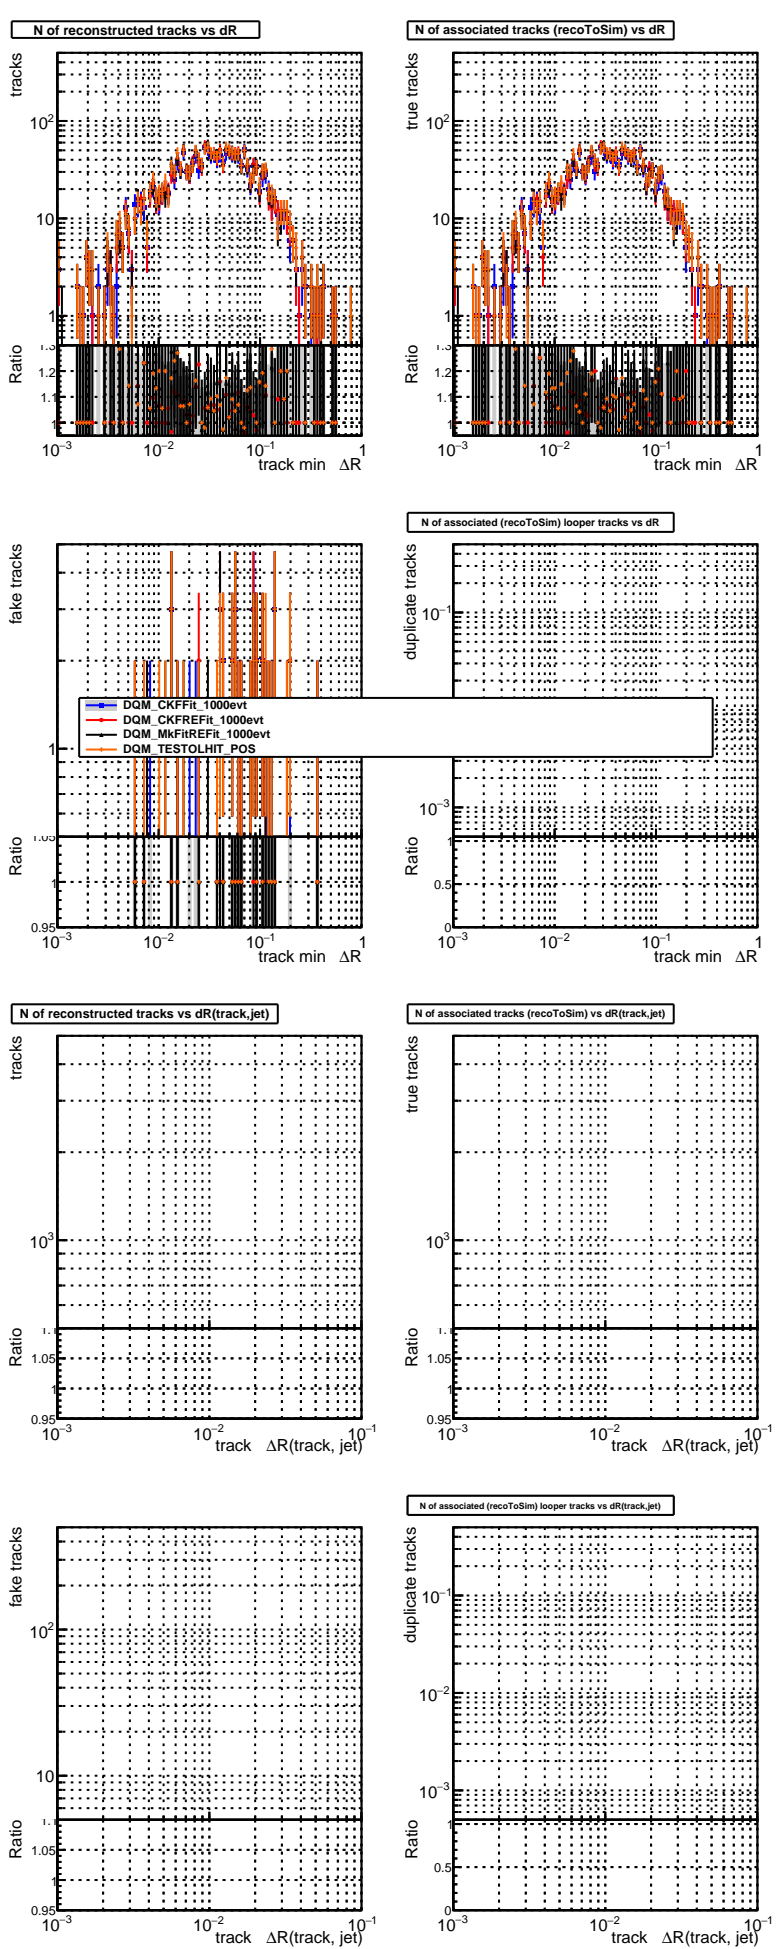 N of reconstructed tracks vs dR
tracks
10²
10
1
Ratio
1.3
1.2
1.1
1
10⁻³
10⁻²
10⁻¹
1
track min ΔR
N of associated tracks (recoToSim) vs dR
true tracks
10²
10
1
Ratio
1.3
1.2
1.1
1
10⁻³
10⁻²
10⁻¹
1
track min ΔR
fake tracks
1
Ratio
1.05
1
0.95
10⁻³
10⁻²
10⁻¹
1
track min ΔR
N of associated (recoToSim) looper tracks vs dR
duplicate tracks
10⁻¹
10⁻³
Ratio
1
0.5
0
10⁻³
10⁻²
10⁻¹
1
track min ΔR
DQM_CKFFit_1000evt
DQM_CKFREFit_1000evt
DQM_MkFitREFit_1000evt
DQM_TESTOLHIT_POS
N of reconstructed tracks vs dR(track,jet)
tracks
10³
Ratio
1.1
1.05
1
0.95
10⁻³
10⁻²
10⁻¹
track ΔR(track, jet)
N of associated tracks (recoToSim) vs dR(track,jet)
true tracks
10³
Ratio
1.1
1.05
1
0.95
10⁻³
10⁻²
10⁻¹
track ΔR(track, jet)
fake tracks
10²
10
Ratio
1.1
1.05
1
0.95
10⁻³
10⁻²
10⁻¹
track ΔR(track, jet)
N of associated (recoToSim) looper tracks vs dR(track,jet)
duplicate tracks
10⁻¹
10⁻²
10⁻³
Ratio
1
0.5
0
10⁻³
10⁻²
10⁻¹
track ΔR(track, jet)